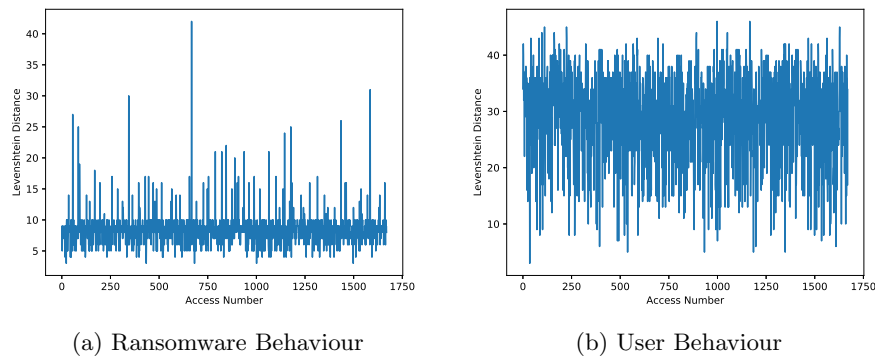 40
35
30
25
20
15
10
5
Levenshtein Distance
0 250 500 750 1000 1250 1500 1750
Access Number
(a) Ransomware Behaviour
40
30
20
10
Levenshtein Distance
0 250 500 750 1000 1250 1500 1750
Access Number
(b) User Behaviour